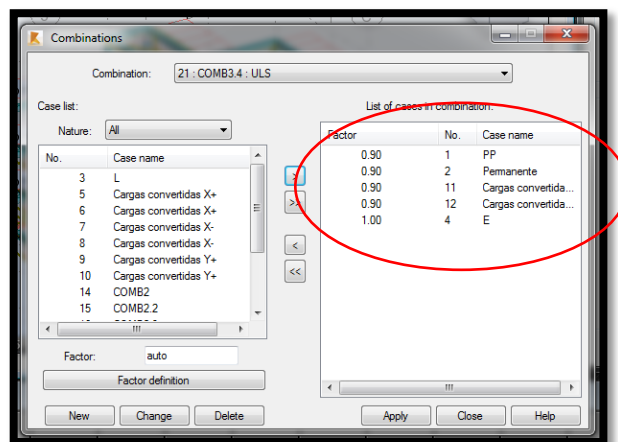 Combinations
Combination: 21 : COMB3.4 : ULS
Case list:
Nature: All
No. Case name
3 L
5 Cargas convertidas X+
6 Cargas convertidas X+
7 Cargas convertidas X-
8 Cargas convertidas X-
9 Cargas convertidas Y+
10 Cargas convertidas Y+
14 COMB2
15 COMB2.2
Factor: auto
Factor definition
New Change Delete
>
>>
<
<<
List of cases in combination:
Factor No. Case name
0.90 1 PP
0.90 2 Permanente
0.90 11 Cargas convertida...
0.90 12 Cargas convertida...
1.00 4 E
Apply Close Help